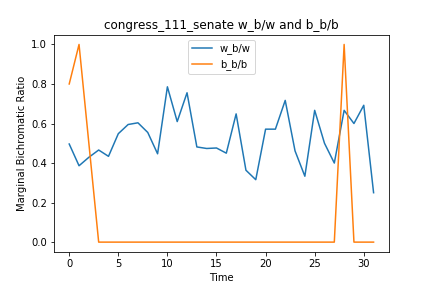 congress_111_senate w_b/w and b_b/b
w_b/w
b_b/b
Marginal Bichromatic Ratio
1.0
0.8
0.6
0.4
0.2
0.0
0 5 10 15 20 25 30
Time